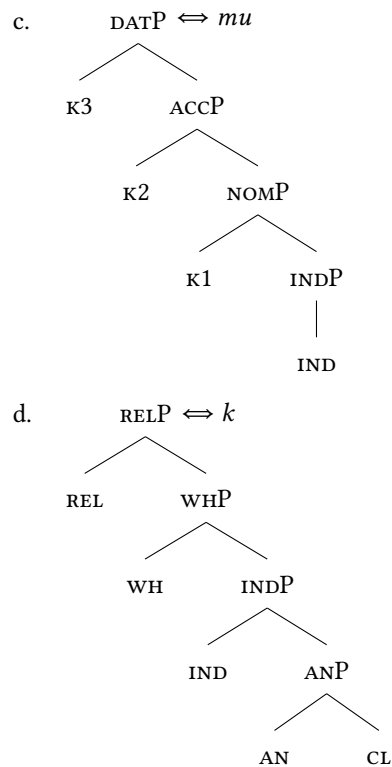 c. DATP ⇔ mu
K3 ACCP
K2 NOMP
K1 INDP
IND
d. RELP ⇔ k
REL WHP
WH INDP
IND ANP
AN CL